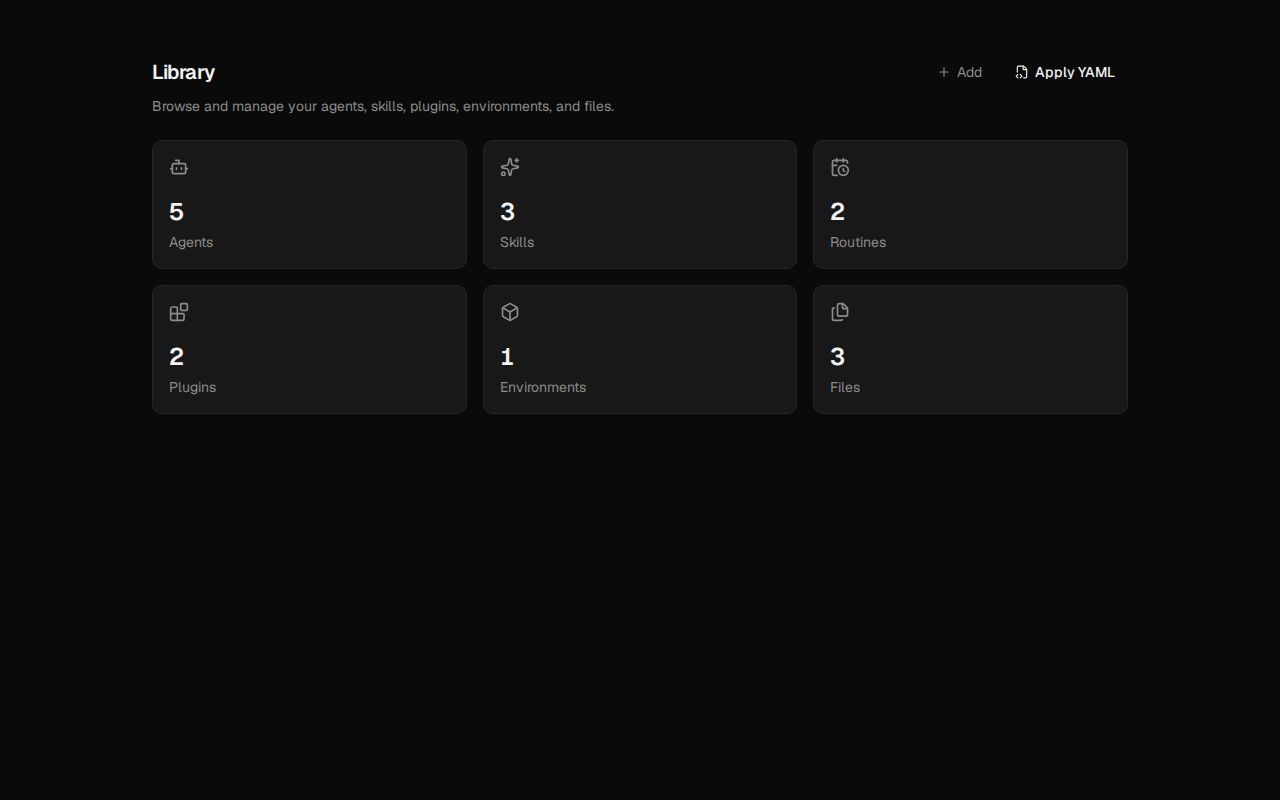 Library
+ Add
Apply YAML
Browse and manage your agents, skills, plugins, environments, and files.
5
Agents
3
Skills
2
Routines
2
Plugins
1
Environments
3
Files